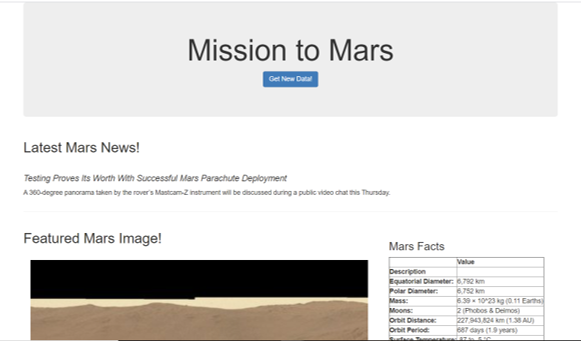 Mission to Mars
Get New Data!
Latest Mars News!
Testing Proves Its Worth With Successful Mars Parachute Deployment
A 360-degree panorama taken by the rover's Mastcam-Z instrument will be discussed during a public video chat this Thursday.
Featured Mars Image!
Mars Facts
Value
Description
Equatorial Diameter: 6,792 km
Polar Diameter: 6,752 km
Mass: 6.39 × 10^23 kg (0.11 Earths)
Moons: 2 (Phobos & Deimos)
Orbit Distance: 227,943,824 km (1.38 AU)
Orbit Period: 687 days (1.9 years)
Surface Temperature: -87 to -5 °C